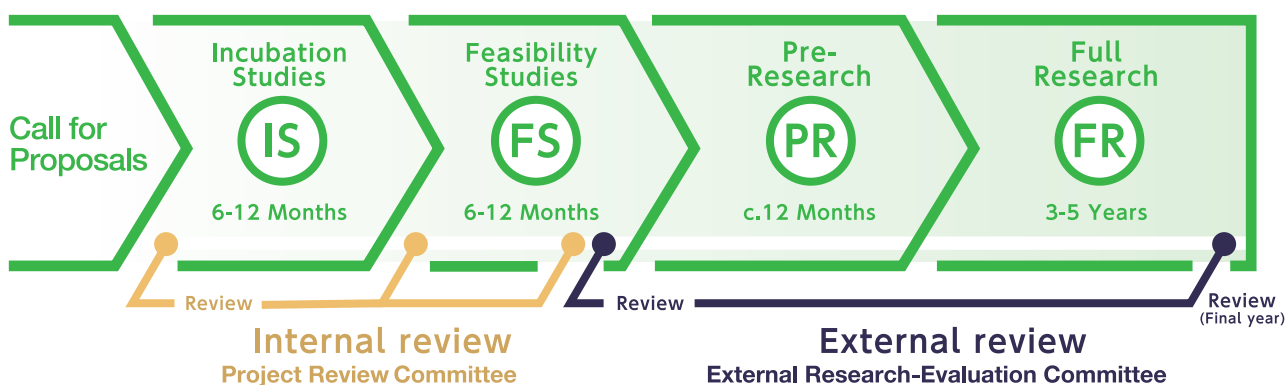 Call for
Proposals
Incubation
Studies
IS
6-12 Months
Feasibility
Studies
FS
6-12 Months
Pre-
Research
PR
c.12 Months
Full
Research
FR
3-5 Years
Review
Internal review
Project Review Committee
Review
External review
External Research-Evaluation Committee
Review
(Final year)